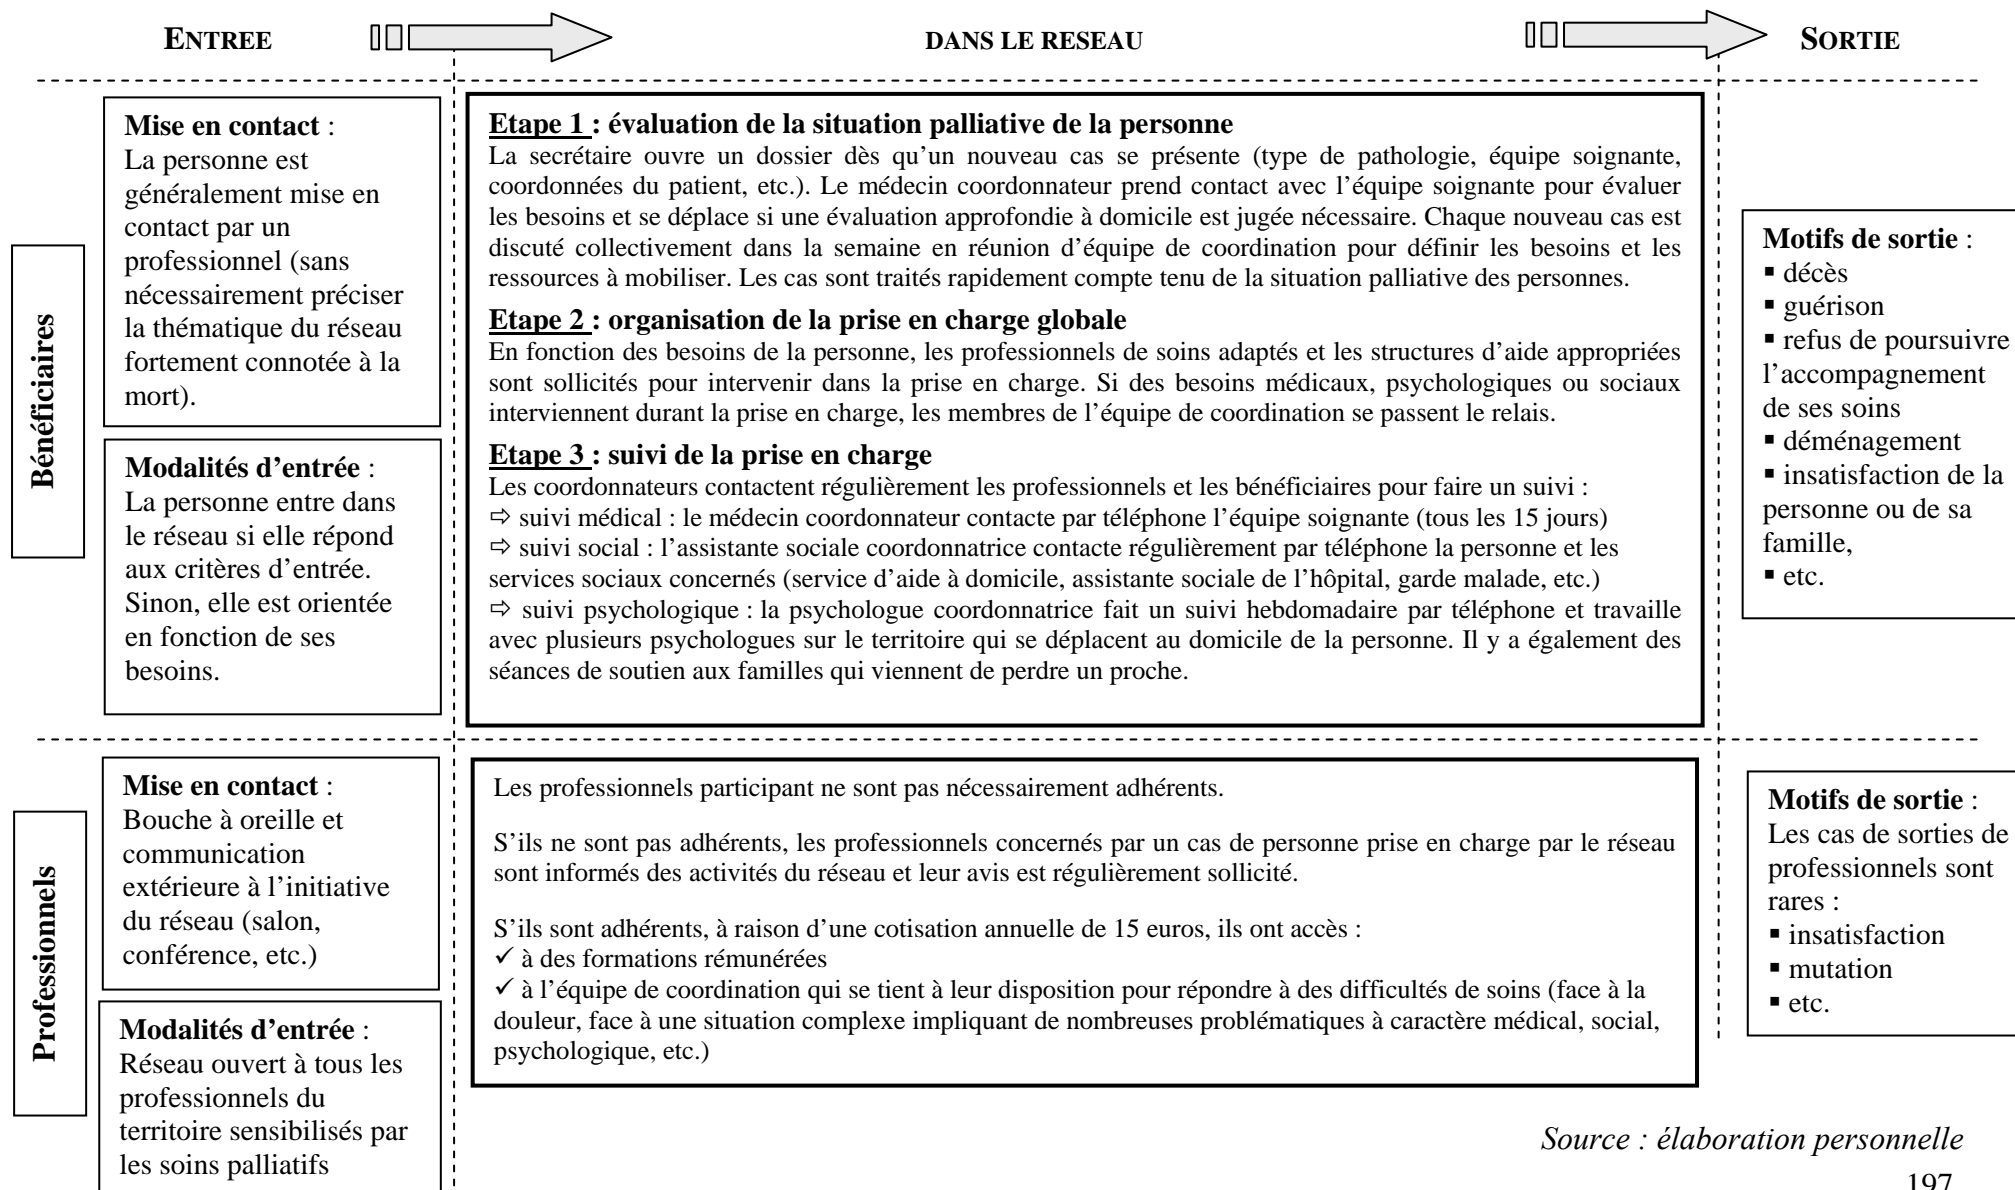 ENTREE
DANS LE RESEAU
SORTIE
Bénéficiaires
Mise en contact :
La personne est
généralement mise en
contact par un
professionnel (sans
nécessairement préciser
la thématique du réseau
fortement connotée à la
mort).
Modalités d’entrée :
La personne entre dans
le réseau si elle répond
aux critères d’entrée.
Sinon, elle est orientée
en fonction de ses
besoins.
Etape 1 : évaluation de la situation palliative de la personne
La secrétaire ouvre un dossier dès qu’un nouveau cas se présente (type de pathologie, équipe soignante,
coordonnées du patient, etc.). Le médecin coordonnateur prend contact avec l’équipe soignante pour évaluer
les besoins et se déplace si une évaluation approfondie à domicile est jugée nécessaire. Chaque nouveau cas est
discuté collectivement dans la semaine en réunion d’équipe de coordination pour définir les besoins et les
ressources à mobiliser. Les cas sont traités rapidement compte tenu de la situation palliative des personnes.
Etape 2 : organisation de la prise en charge globale
En fonction des besoins de la personne, les professionnels de soins adaptés et les structures d’aide appropriées
sont sollicités pour intervenir dans la prise en charge. Si des besoins médicaux, psychologiques ou sociaux
interviennent durant la prise en charge, les membres de l’équipe de coordination se passent le relais.
Etape 3 : suivi de la prise en charge
Les coordonnateurs contactent régulièrement les professionnels et les bénéficiaires pour faire un suivi :
⇨ suivi médical : le médecin coordonnateur contacte par téléphone l’équipe soignante (tous les 15 jours)
⇨ suivi social : l’assistante sociale coordonnatrice contacte régulièrement par téléphone la personne et les
services sociaux concernés (service d’aide à domicile, assistante sociale de l’hôpital, garde malade, etc.)
⇨ suivi psychologique : la psychologue coordonnatrice fait un suivi hebdomadaire par téléphone et travaille
avec plusieurs psychologues sur le territoire qui se déplacent au domicile de la personne. Il y a également des
séances de soutien aux familles qui viennent de perdre un proche.
Motifs de sortie :
▪ décès
▪ guérison
▪ refus de poursuivre
l’accompagnement
de ses soins
▪ déménagement
▪ insatisfaction de la
personne ou de sa
famille,
▪ etc.
Professionnels
Mise en contact :
Bouche à oreille et
communication
extérieure à l’initiative
du réseau (salon,
conférence, etc.)
Modalités d’entrée :
Réseau ouvert à tous les
professionnels du
territoire sensibilisés par
les soins palliatifs
Les professionnels participant ne sont pas nécessairement adhérents.
S’ils ne sont pas adhérents, les professionnels concernés par un cas de personne prise en charge par le réseau
sont informés des activités du réseau et leur avis est régulièrement sollicité.
S’ils sont adhérents, à raison d’une cotisation annuelle de 15 euros, ils ont accès :
✓ à des formations rémunérées
✓ à l’équipe de coordination qui se tient à leur disposition pour répondre à des difficultés de soins (face à la
douleur, face à une situation complexe impliquant de nombreuses problématiques à caractère médical, social,
psychologique, etc.)
Motifs de sortie :
Les cas de sorties de
professionnels sont
rares :
▪ insatisfaction
▪ mutation
▪ etc.
Source : élaboration personnelle
197